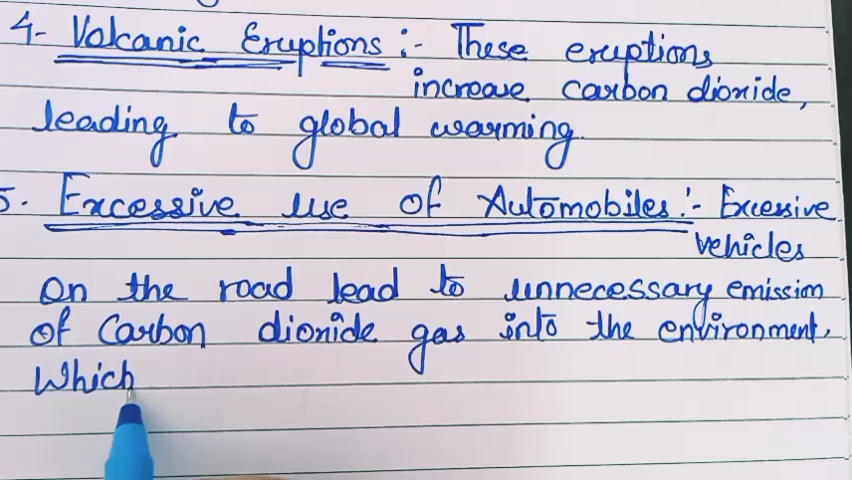 4- Volcanic Eruptions :- These eruptions
increase carbon dioxide,
leading to global warming
5. Excessive use of Automobiles :- Excessive
vehicles
On the road lead to unnecessary emission
of Carbon dioxide gas into the environment,
Which